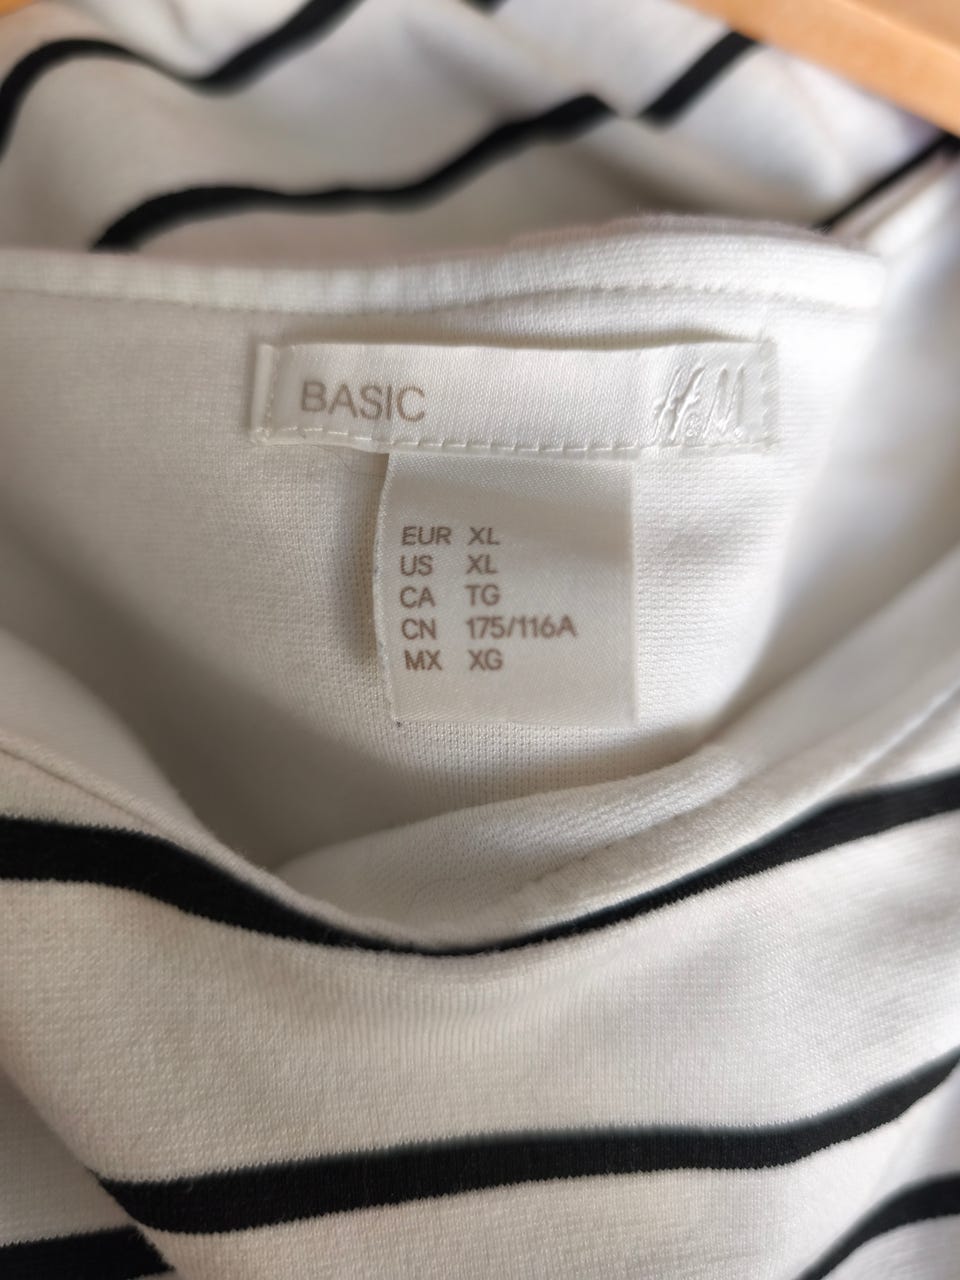 BASIC H&M
EUR XL
US XL
CA TG
CN 175/116A
MX XG